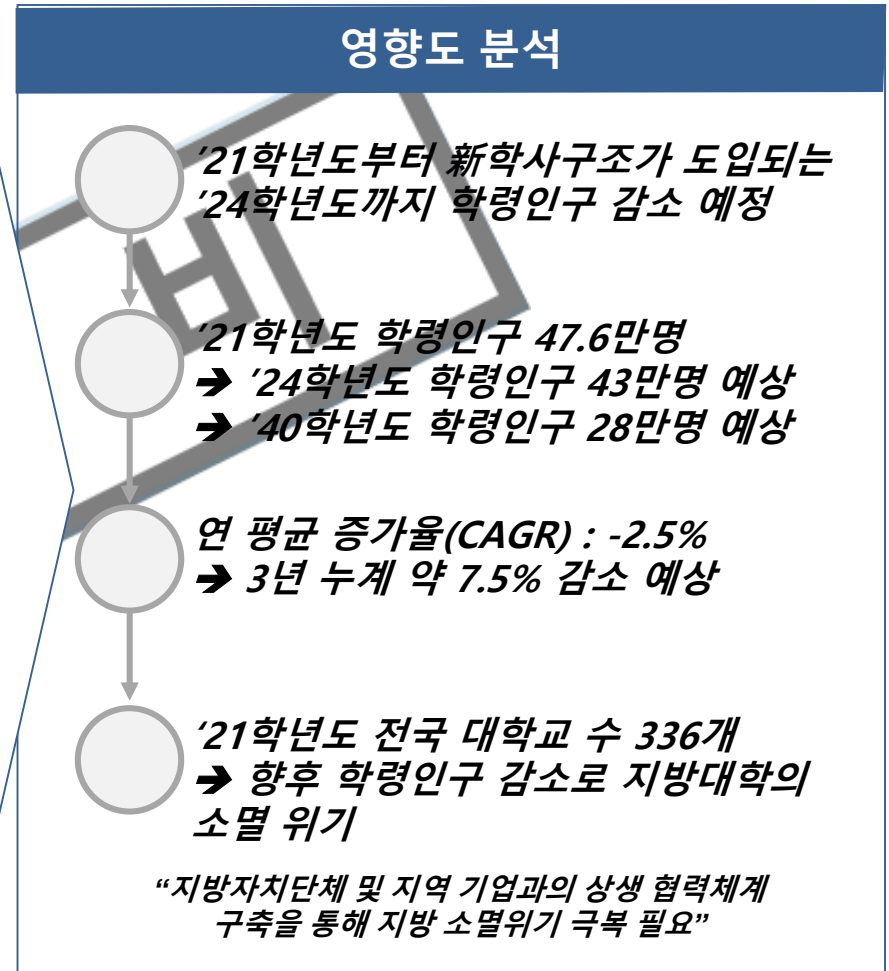 영향도 분석
비
’21학년도부터 新학사구조가 도입되는
’24학년도까지 학령인구 감소 예정
’21학년도 학령인구 47.6만명
➔ ’24학년도 학령인구 43만명 예상
➔ ’40학년도 학령인구 28만명 예상
연 평균 증가율(CAGR) : -2.5%
➔ 3년 누계 약 7.5% 감소 예상
’21학년도 전국 대학교 수 336개
➔ 향후 학령인구 감소로 지방대학의
소멸 위기
“지방자치단체 및 지역 기업과의 상생 협력체계
구축을 통해 지방 소멸위기 극복 필요”